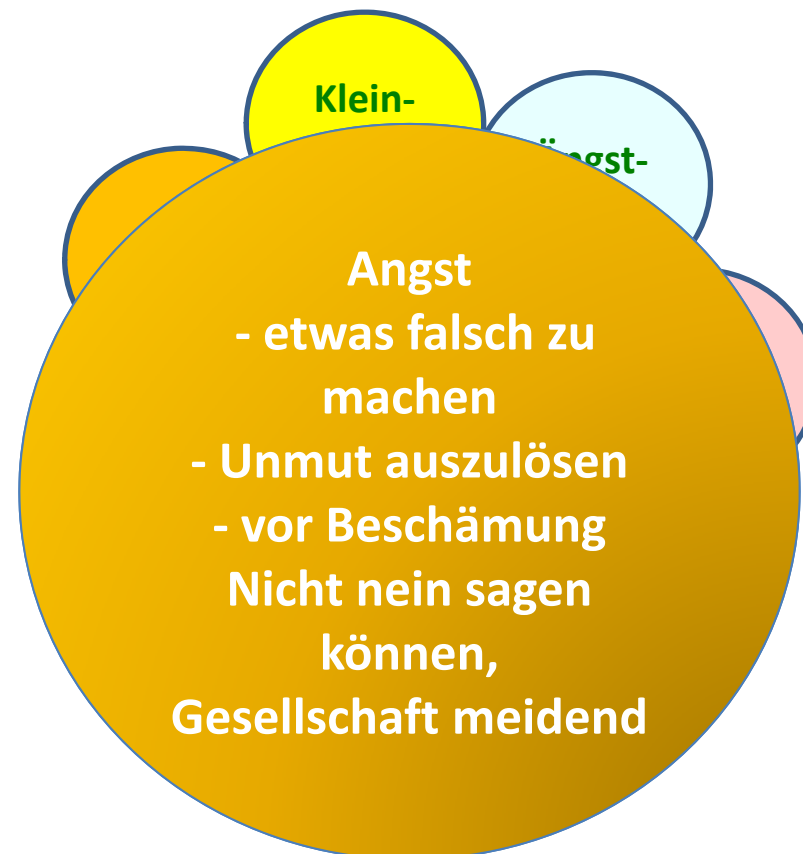 Klein-
Angst
- etwas falsch zu
machen
- Unmut auszulösen
- vor Beschämung
Nicht nein sagen
können,
Gesellschaft meidend